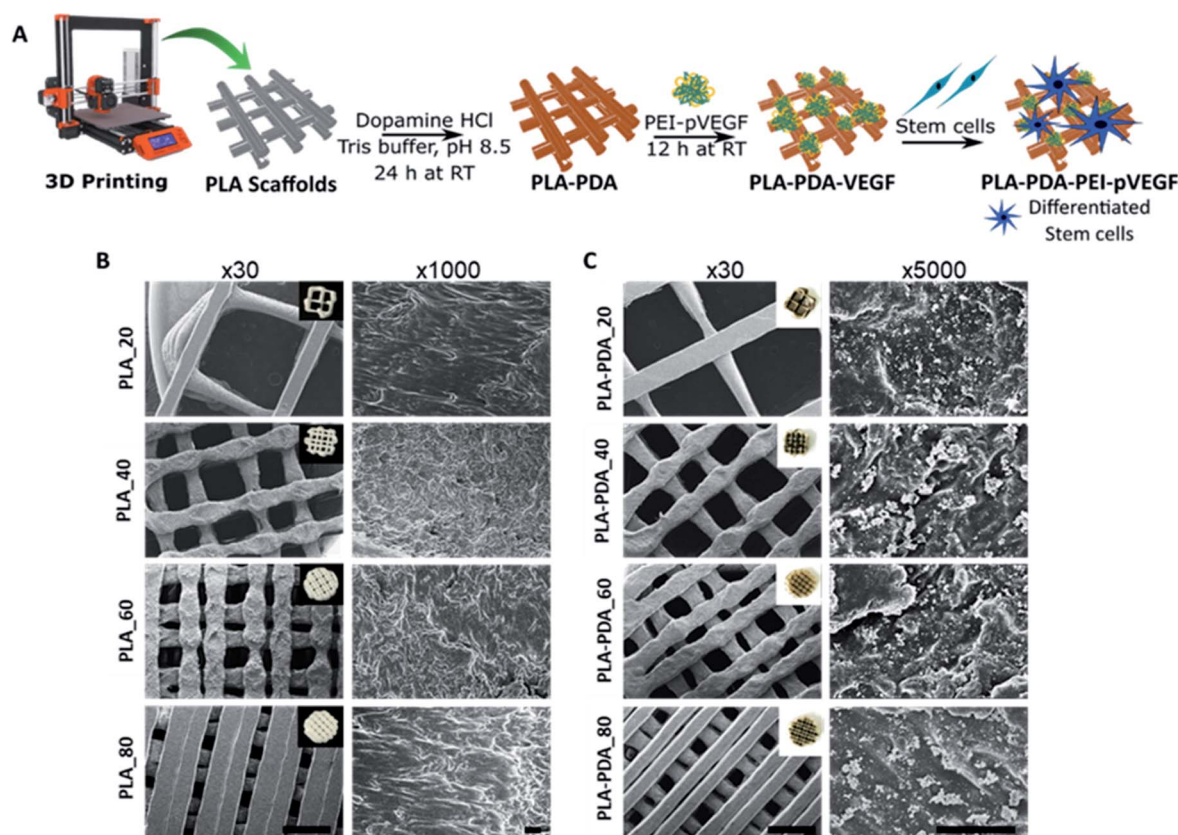 A
3D Printing
PLA Scaffolds
Dopamine HCl
Tris buffer, pH 8.5
24 h at RT
PLA-PDA
PEI-pVEGF
12 h at RT
PLA-PDA-VEGF
Stem cells
PLA-PDA-PEI-pVEGF
Differentiated
Stem cells
B
x30
x1000
PLA_20
PLA_40
PLA_60
PLA_80
C
x30
x5000
PLA-PDA_20
PLA-PDA_40
PLA-PDA_60
PLA-PDA_80